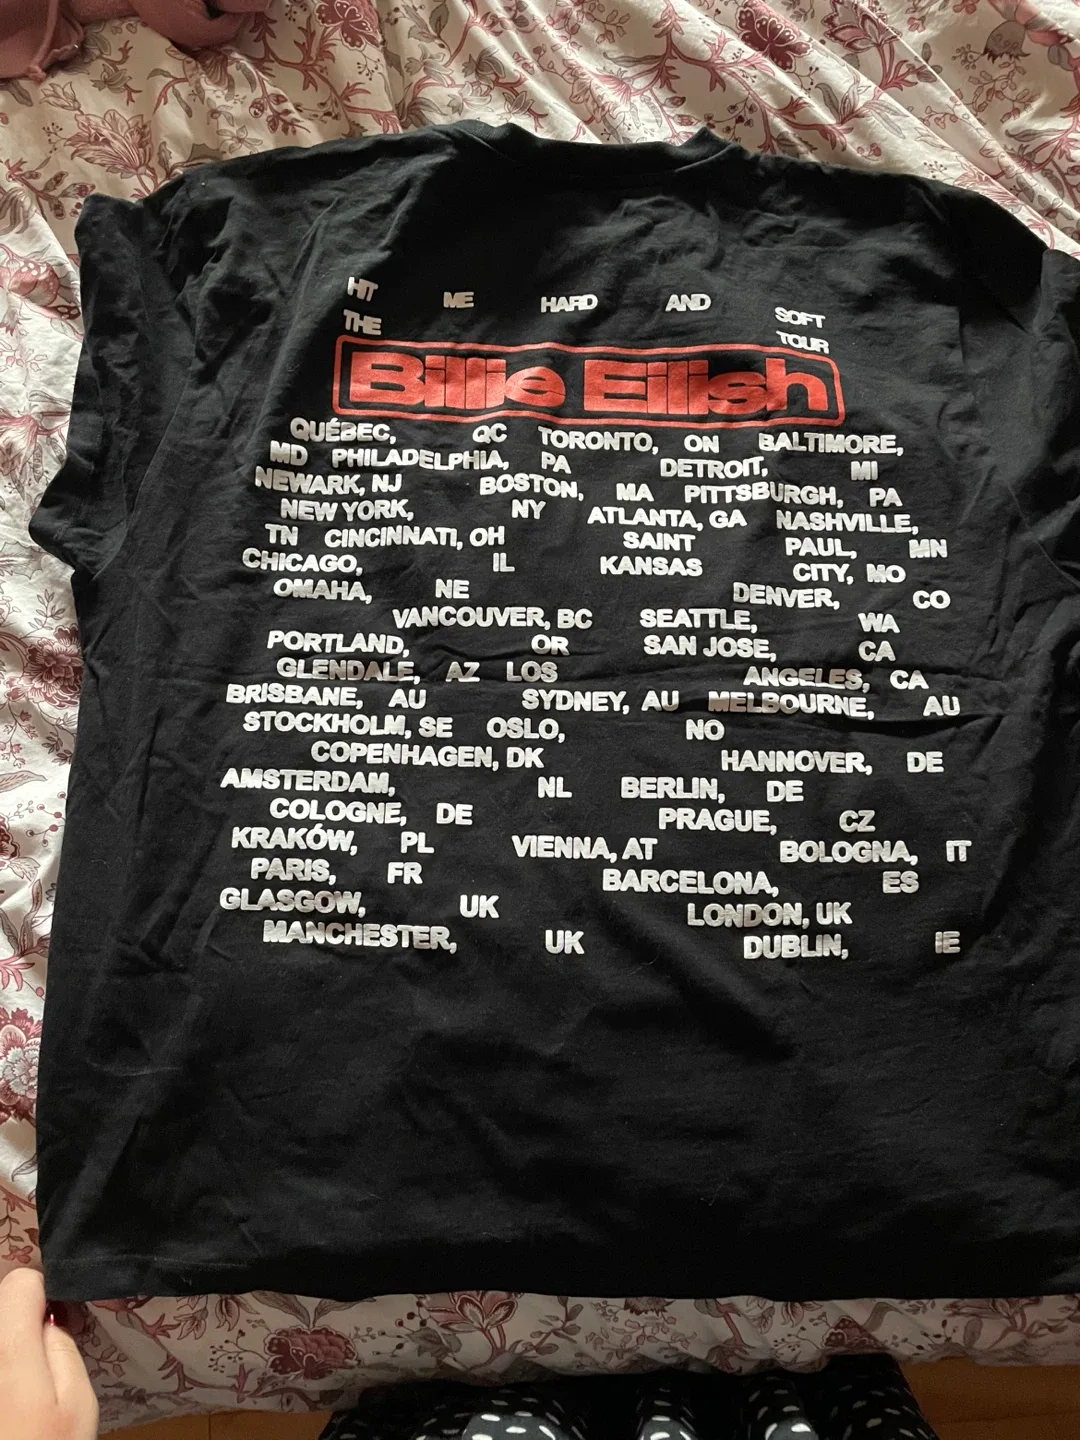 HIT ME HARD AND SOFT
THE TOUR
Billie Eilish
QUÉBEC, QC TORONTO, ON BALTIMORE,
MD PHILADELPHIA, PA DETROIT, MI
NEWARK, NJ BOSTON, MA PITTSBURGH, PA
NEW YORK, NY ATLANTA, GA NASHVILLE,
TN CINCINNATI, OH SAINT PAUL, MN
CHICAGO, IL KANSAS CITY, MO
OMAHA, NE DENVER, CO
VANCOUVER, BC SEATTLE, WA
PORTLAND, OR SAN JOSE, CA
GLENDALE, AZ LOS ANGELES, CA
BRISBANE, AU SYDNEY, AU MELBOURNE, AU
STOCKHOLM, SE OSLO, NO
COPENHAGEN, DK HANNOVER, DE
AMSTERDAM, NL BERLIN, DE
COLOGNE, DE PRAGUE, CZ
KRAKÓW, PL VIENNA, AT BOLOGNA, IT
PARIS, FR BARCELONA, ES
GLASGOW, UK LONDON, UK
MANCHESTER, UK DUBLIN, IE